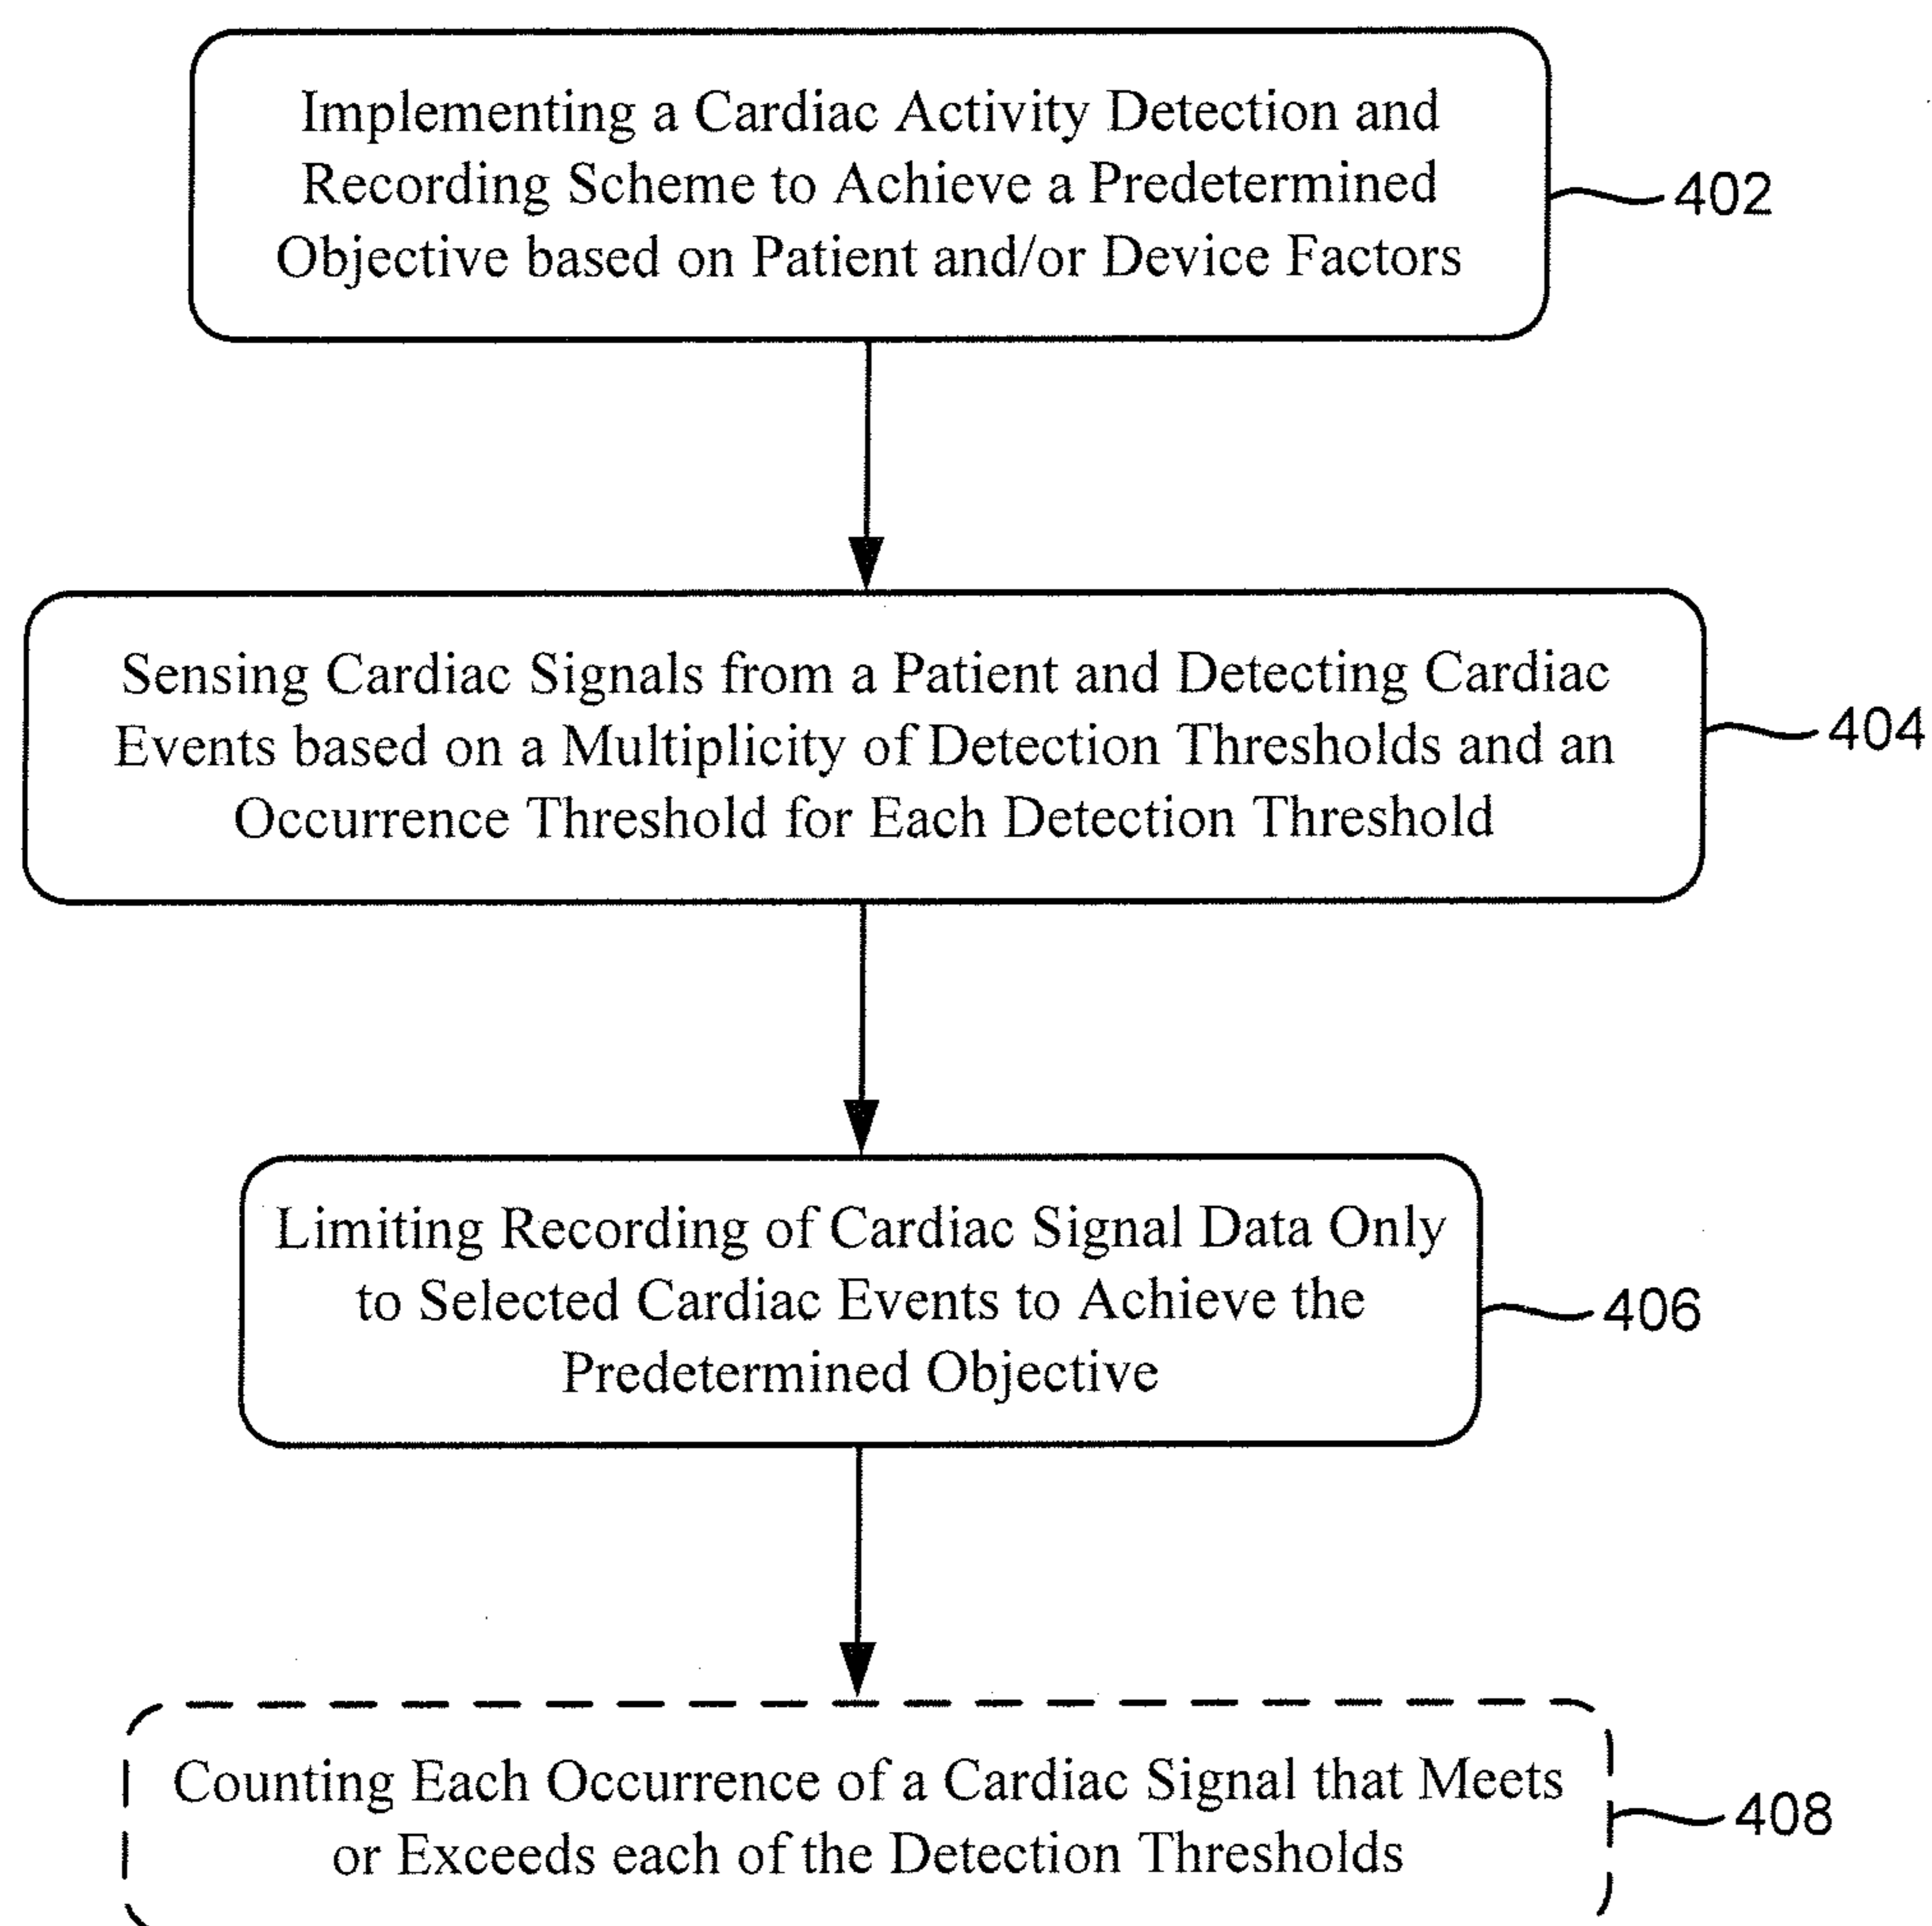 Implementing a Cardiac Activity Detection and
Recording Scheme to Achieve a Predetermined
Objective based on Patient and/or Device Factors
402
Sensing Cardiac Signals from a Patient and Detecting Cardiac
Events based on a Multiplicity of Detection Thresholds and an
Occurrence Threshold for Each Detection Threshold
404
Limiting Recording of Cardiac Signal Data Only
to Selected Cardiac Events to Achieve the
Predetermined Objective
406
Counting Each Occurrence of a Cardiac Signal that Meets
or Exceeds each of the Detection Thresholds
408